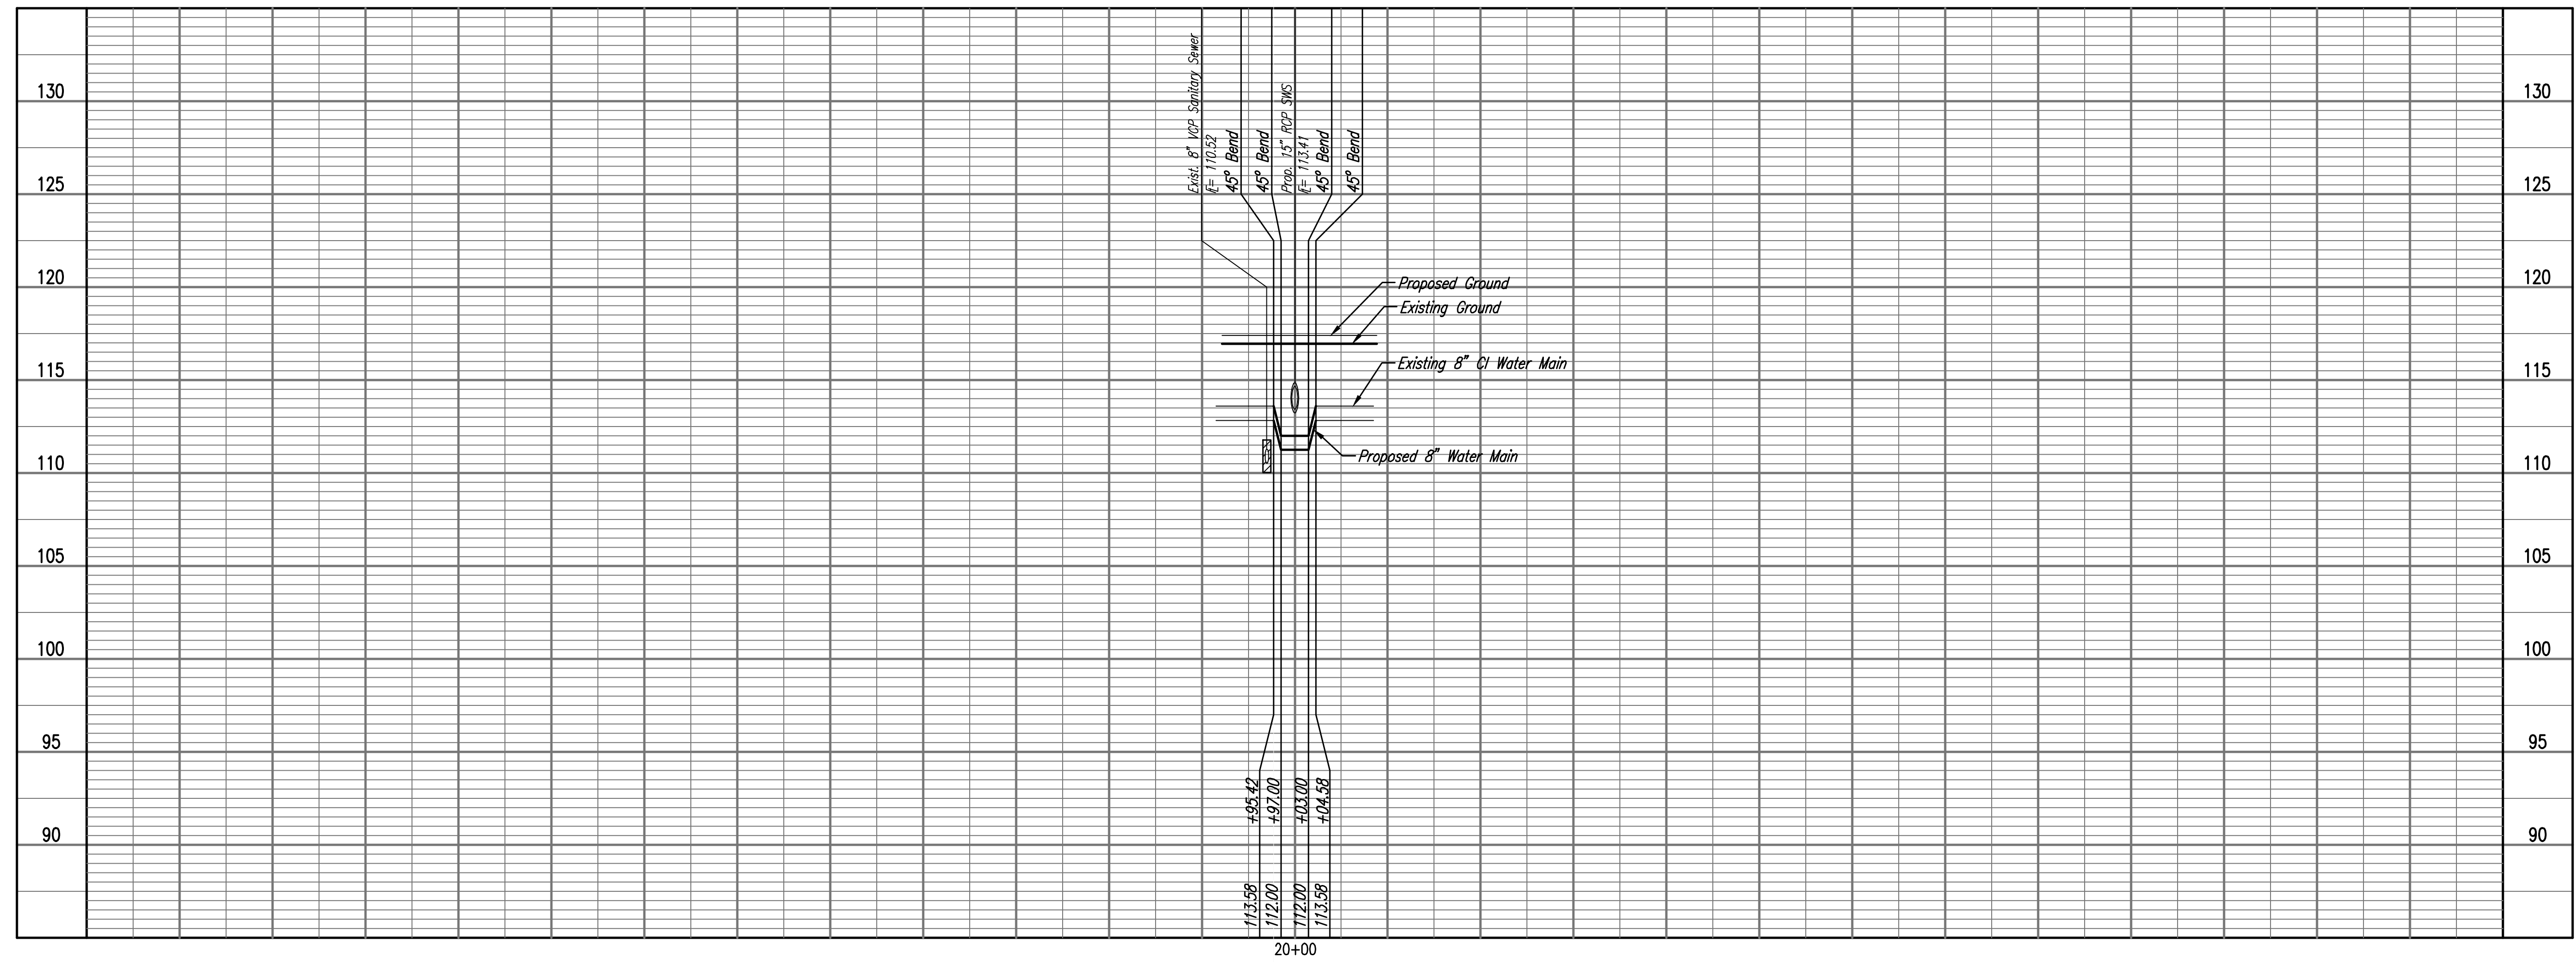 Exist. 8" VCP Sanitary Sewer
℄= 110.52
45° Bend
45° Bend
Prop. 15" RCP SWS
℄= 113.41
45° Bend
45° Bend
130
130
125
125
120
120
Proposed Ground
Existing Ground
115
115
Existing 8" CI Water Main
110
110
Proposed 8" Water Main
105
105
100
100
95
95
+95.42
+97.00
+03.00
+04.58
90
90
113.58
112.00
112.00
113.58
20+00